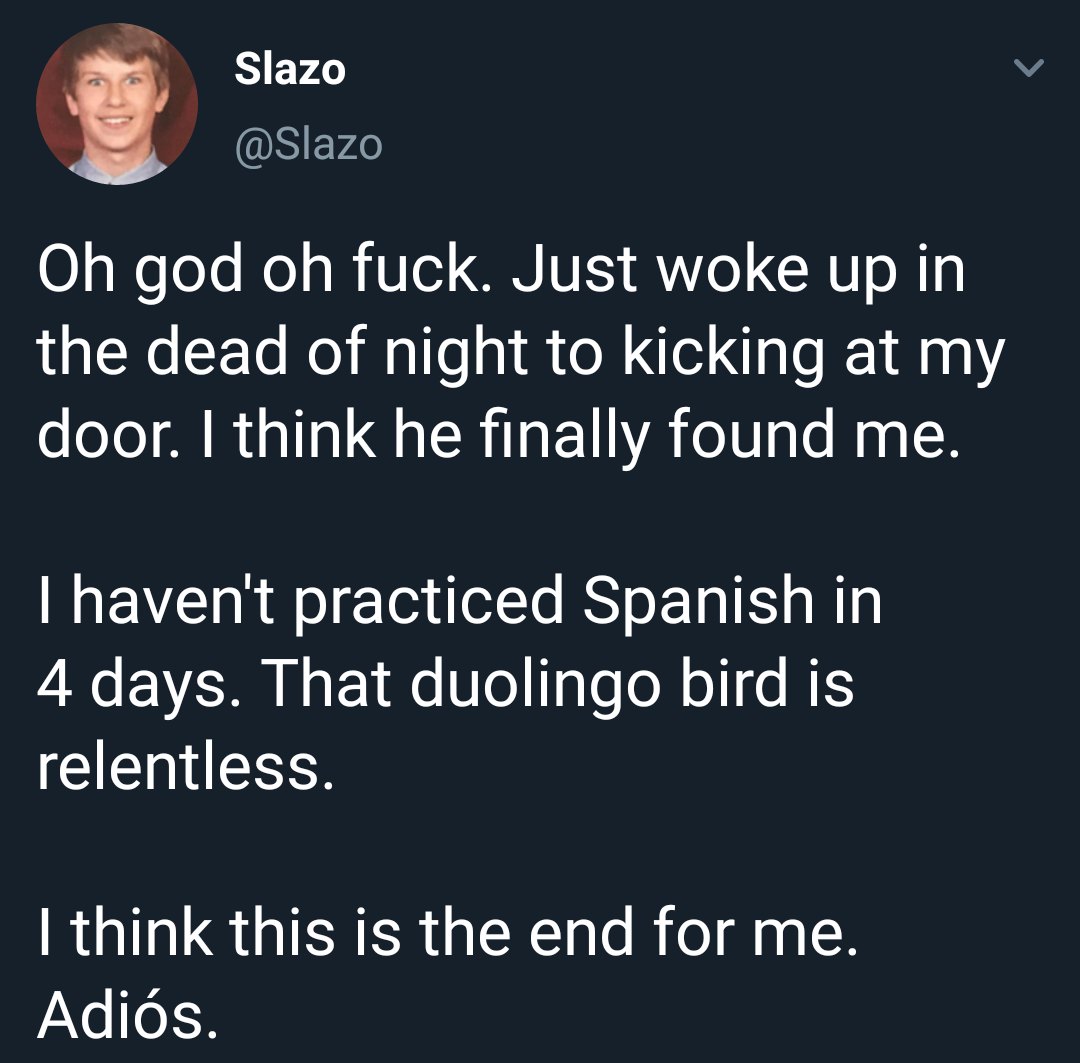 Slazo
@Slazo
Oh god oh fuck. Just woke up in
the dead of night to kicking at my
door. I think he finally found me.
I haven't practiced Spanish in
4 days. That duolingo bird is
relentless.
I think this is the end for me.
Adiós.